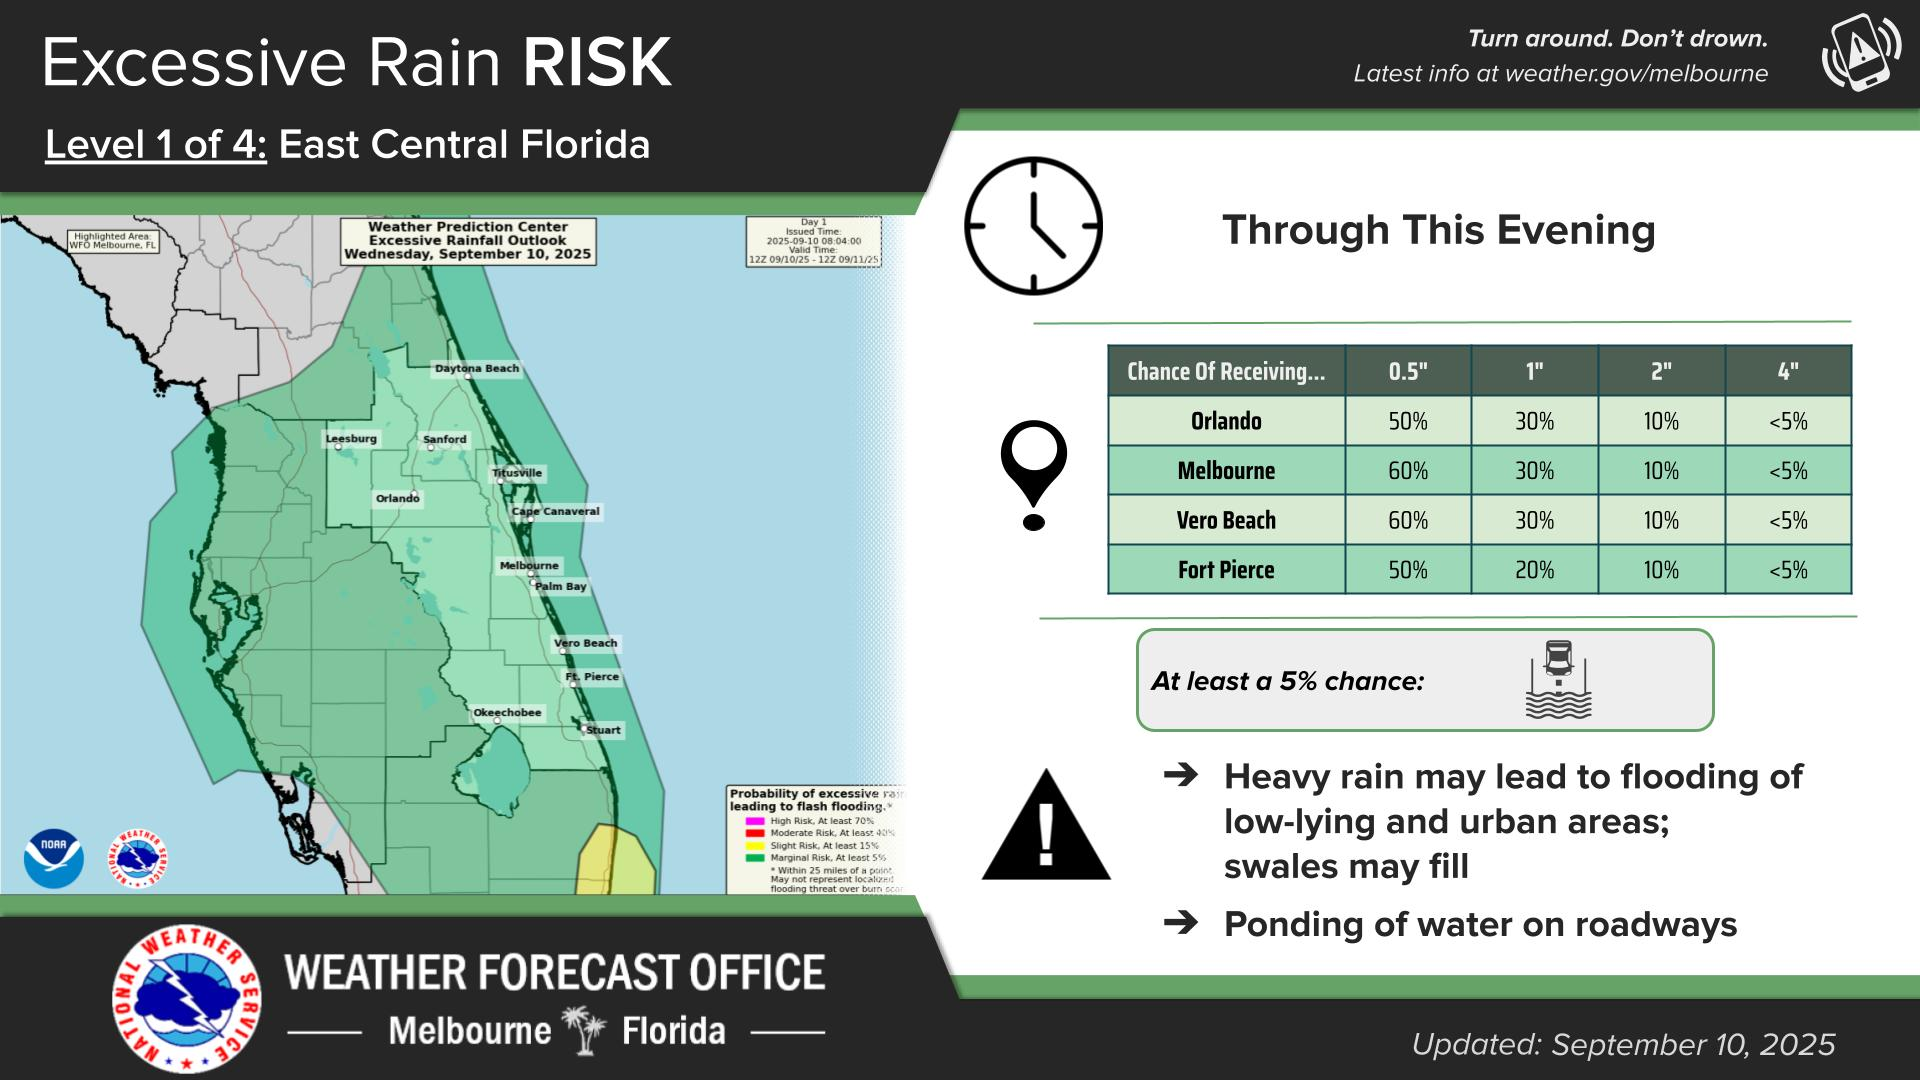 Excessive Rain RISK
Level 1 of 4: East Central Florida
Turn around. Don't drown.
Latest info at weather.gov/melbourne
Highlighted Area:
WFO Melbourne, FL
Weather Prediction Center
Excessive Rainfall Outlook
Wednesday, September 10, 2025
Day 1
Issued Time:
2025-09-10 08:04:00
Valid Time:
12Z 09/10/25 - 12Z 09/11/25
Daytona Beach
Leesburg
Sanford
Titusville
Orlando
Cape Canaveral
Melbourne
Palm Bay
Vero Beach
Ft. Pierce
Okeechobee
Stuart
Probability of excessive rain
leading to flash flooding.*
High Risk, At least 70%
Moderate Risk, At least 40%
Slight Risk, At least 15%
Marginal Risk, At least 5%
* Within 25 miles of a point.
May not represent localized
flooding threat over burn scar
NOAA
NATIONAL WEATHER SERVICE
Through This Evening
Chance Of Receiving... 0.5" 1" 2" 4"
Orlando 50% 30% 10% <5%
Melbourne 60% 30% 10% <5%
Vero Beach 60% 30% 10% <5%
Fort Pierce 50% 20% 10% <5%
At least a 5% chance:
➔ Heavy rain may lead to flooding of
low-lying and urban areas;
swales may fill
➔ Ponding of water on roadways
NATIONAL WEATHER SERVICE
WEATHER FORECAST OFFICE
Melbourne Florida
Updated: September 10, 2025